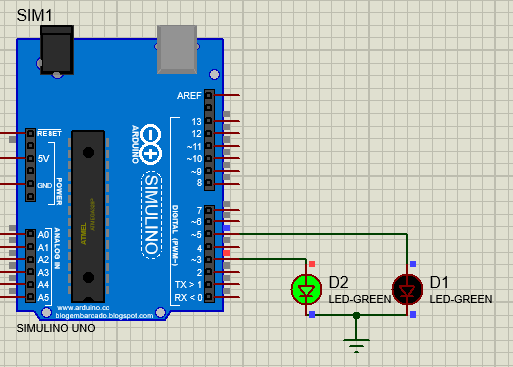 SIM1
AREF
RESET
5V
GND
POWER
A0
A1
A2
A3
A4
A5
ANALOG IN
ATMEL
ARDUINO
SIMULINO
DIGITAL (PWM~)
13
12
~11
~10
~9
8
7
~6
~5
4
~3
2
TX > 1
RX < 0
www.arduino.cc
blogembarcado.blogspot.com
SIMULINO UNO
D2
LED-GREEN
D1
LED-GREEN